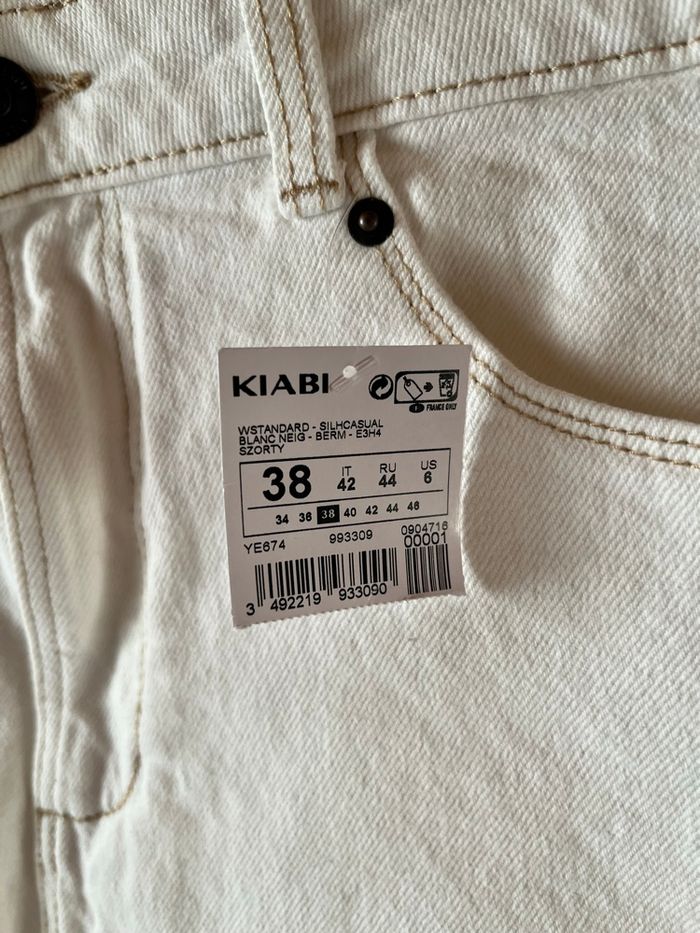 KIABI
FRANCE ONLY
WSTANDARD - SILHCASUAL
BLANC NEIG - BERM - E3H4
SZORTY
38 IT 42 RU 44 US 6
34 36 38 40 42 44 46
YE674 993309 0904716
00001
3 492219 933090